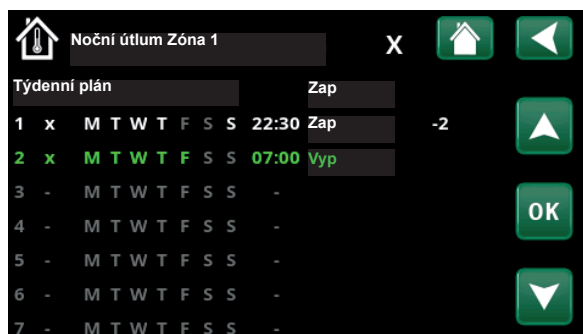 Noční útlum Zóna 1 X
Týdenní plán Zap
1 x M T W T F S S 22:30 Zap -2
2 x M T W T F S S 07:00 Vyp
3 - M T W T F S S -
4 - M T W T F S S -
OK
5 - M T W T F S S -
6 - M T W T F S S -
7 - M T W T F S S -